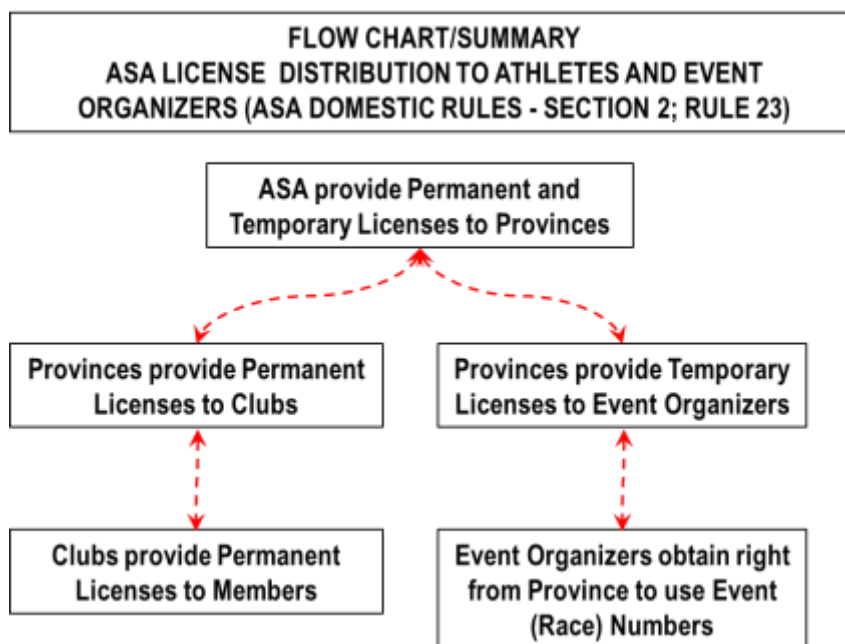 FLOW CHART/SUMMARY
ASA LICENSE DISTRIBUTION TO ATHLETES AND EVENT
ORGANIZERS (ASA DOMESTIC RULES - SECTION 2; RULE 23)
ASA provide Permanent and
Temporary Licenses to Provinces
Provinces provide Permanent
Licenses to Clubs
Provinces provide Temporary
Licenses to Event Organizers
Clubs provide Permanent
Licenses to Members
Event Organizers obtain right
from Province to use Event
(Race) Numbers